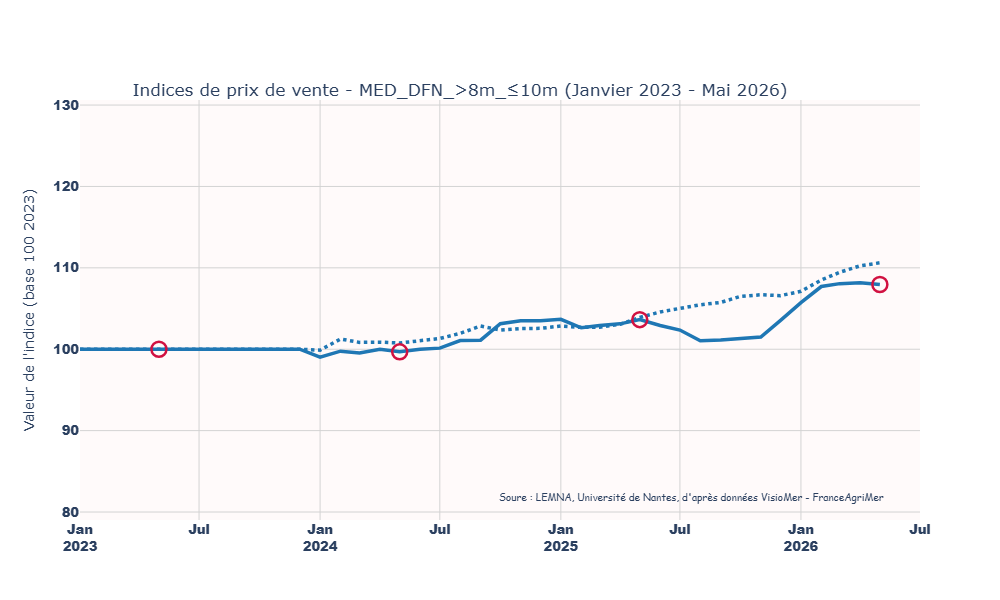 Indices de prix de vente - MED_DFN_>8m_≤10m (Janvier 2023 - Mai 2026)
Valeur de l'indice (base 100 2023)
130
120
110
100
90
80
Soure : LEMNA, Université de Nantes, d'après données VisioMer - FranceAgriMer
Jan Jul Jan Jul Jan Jul Jan Jul
2023 2024 2025 2026